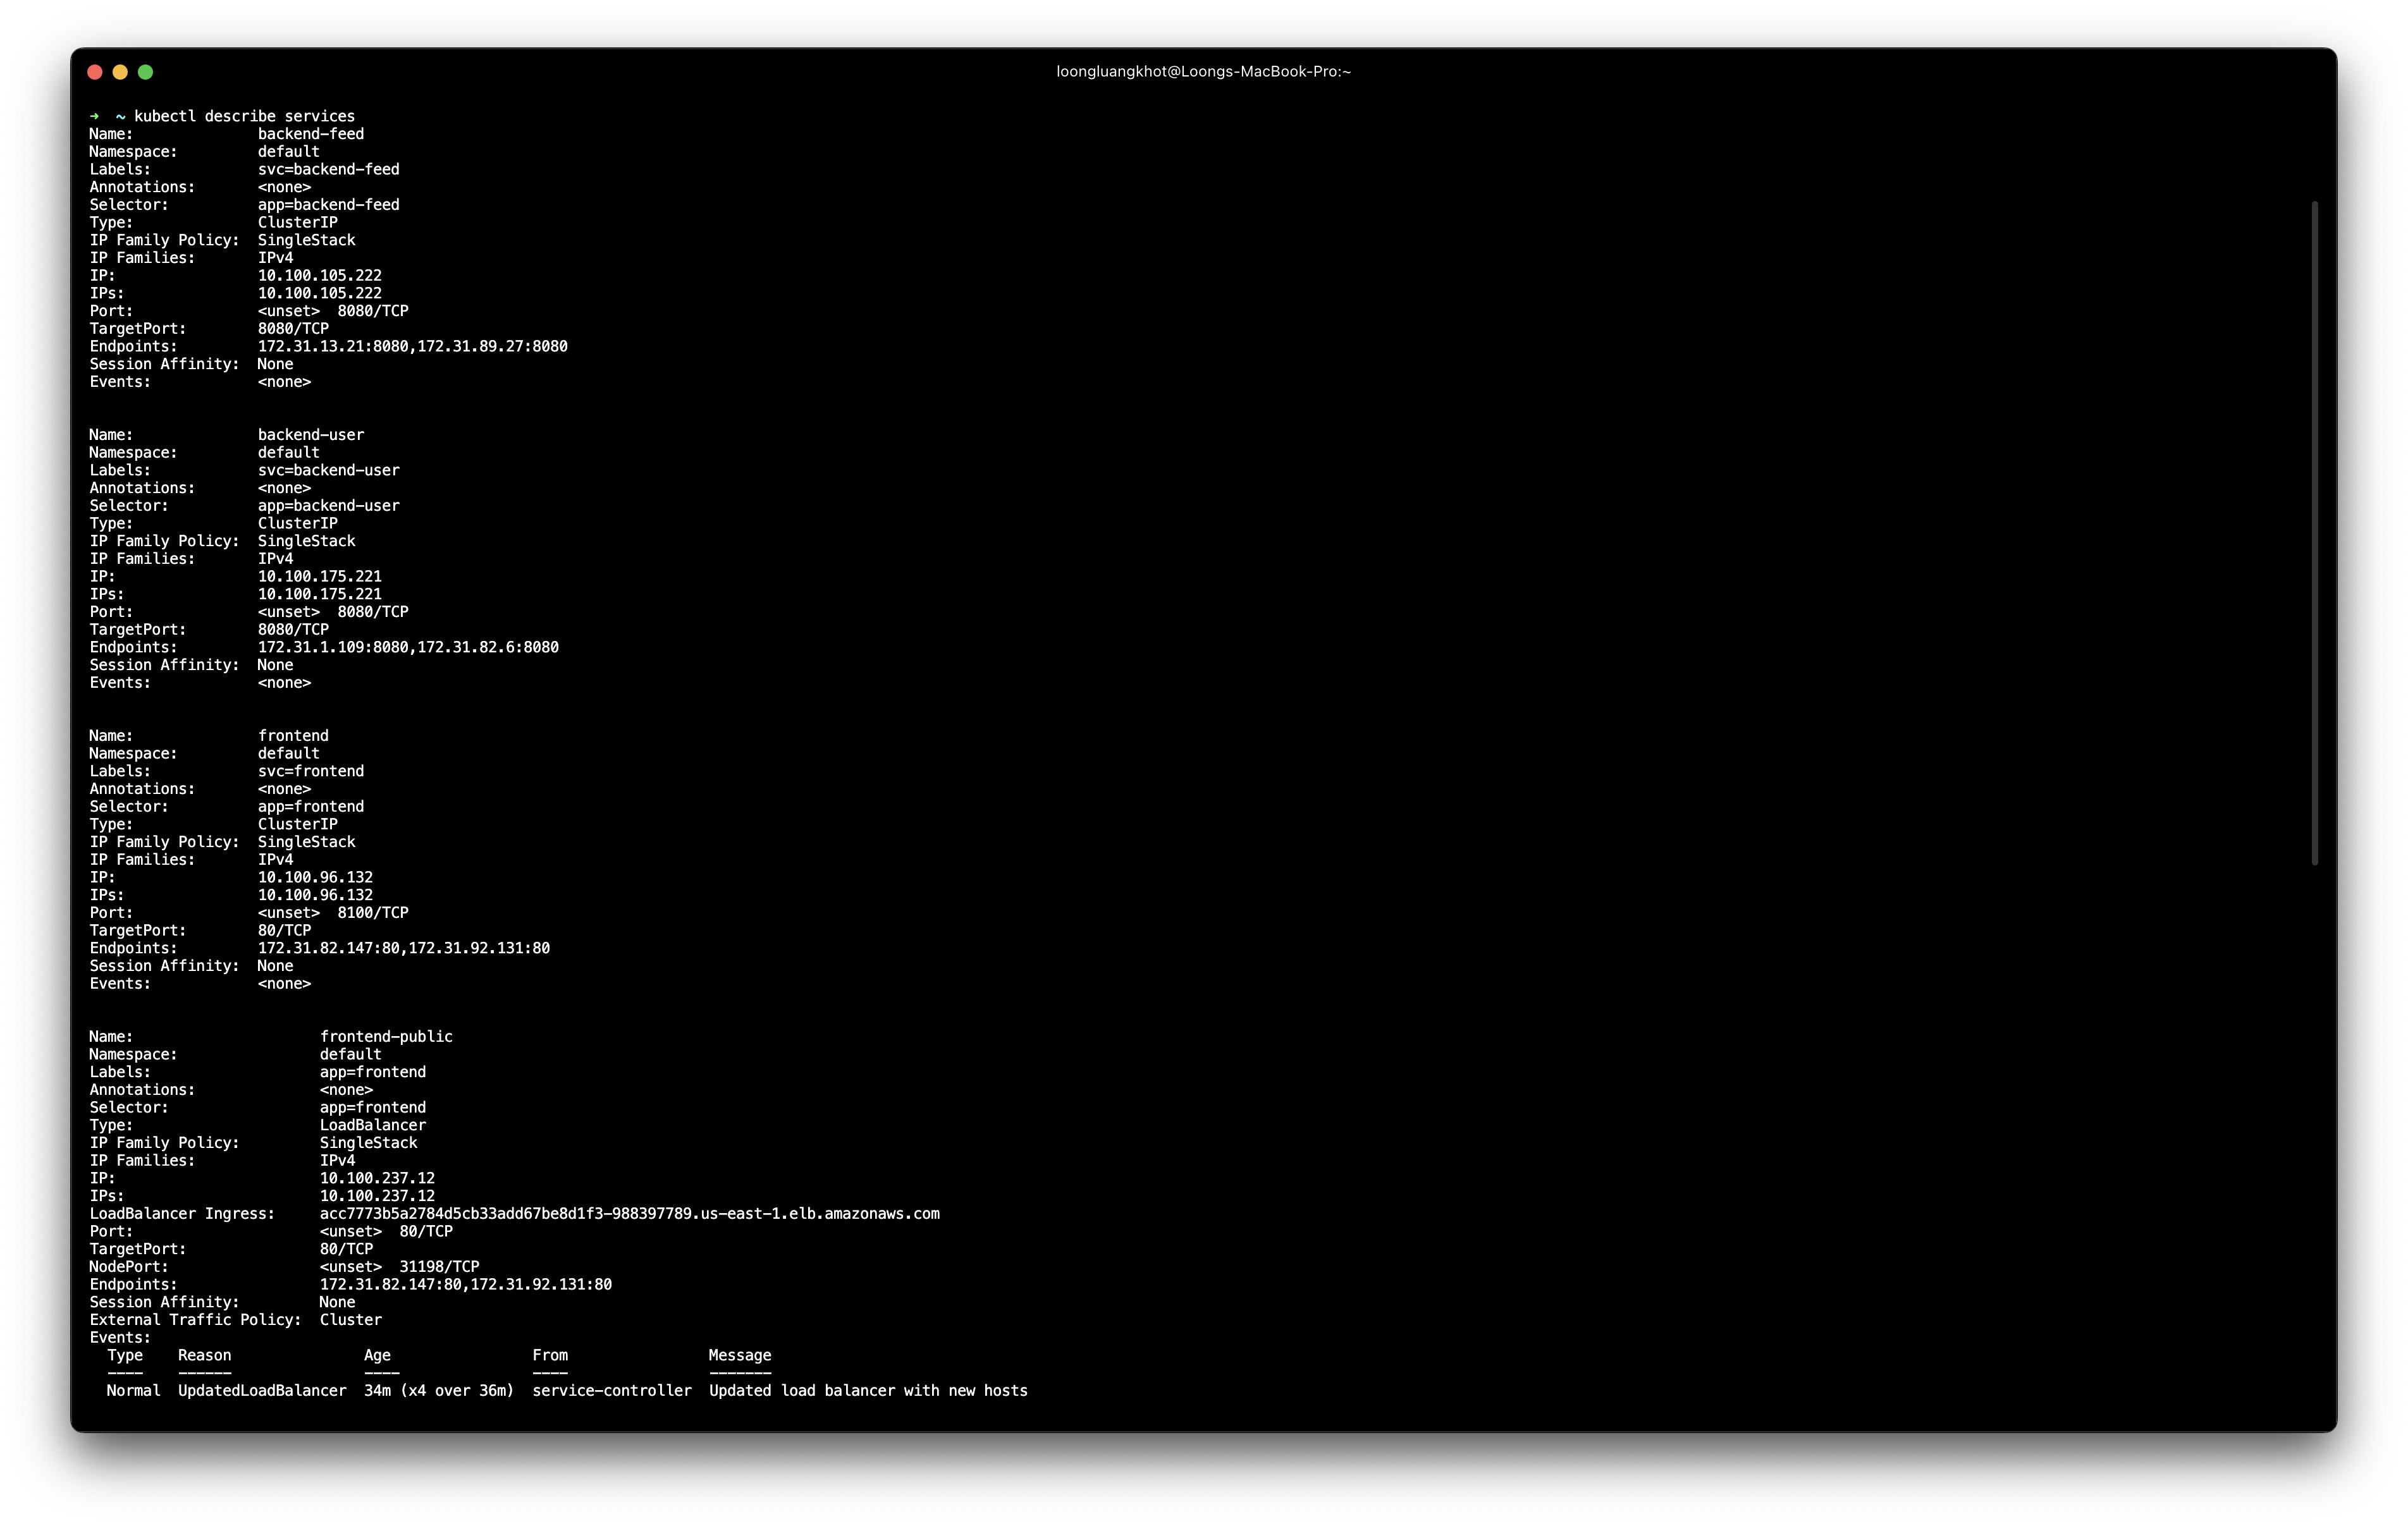 loongluangkhot@Loongs-MacBook-Pro:~
➜  ~ kubectl describe services
Name:              backend-feed
Namespace:         default
Labels:            svc=backend-feed
Annotations:       <none>
Selector:          app=backend-feed
Type:              ClusterIP
IP Family Policy:  SingleStack
IP Families:       IPv4
IP:                10.100.105.222
IPs:               10.100.105.222
Port:              <unset>  8080/TCP
TargetPort:        8080/TCP
Endpoints:         172.31.13.21:8080,172.31.89.27:8080
Session Affinity:  None
Events:            <none>
Name:              backend-user
Namespace:         default
Labels:            svc=backend-user
Annotations:       <none>
Selector:          app=backend-user
Type:              ClusterIP
IP Family Policy:  SingleStack
IP Families:       IPv4
IP:                10.100.175.221
IPs:               10.100.175.221
Port:              <unset>  8080/TCP
TargetPort:        8080/TCP
Endpoints:         172.31.1.109:8080,172.31.82.6:8080
Session Affinity:  None
Events:            <none>
Name:              frontend
Namespace:         default
Labels:            svc=frontend
Annotations:       <none>
Selector:          app=frontend
Type:              ClusterIP
IP Family Policy:  SingleStack
IP Families:       IPv4
IP:                10.100.96.132
IPs:               10.100.96.132
Port:              <unset>  8100/TCP
TargetPort:        80/TCP
Endpoints:         172.31.82.147:80,172.31.92.131:80
Session Affinity:  None
Events:            <none>
Name:                     frontend-public
Namespace:                default
Labels:                   app=frontend
Annotations:              <none>
Selector:                 app=frontend
Type:                     LoadBalancer
IP Family Policy:         SingleStack
IP Families:              IPv4
IP:                       10.100.237.12
IPs:                      10.100.237.12
LoadBalancer Ingress:     acc7773b5a2784d5cb33add67be8d1f3-988397789.us-east-1.elb.amazonaws.com
Port:                     <unset>  80/TCP
TargetPort:               80/TCP
NodePort:                 <unset>  31198/TCP
Endpoints:                172.31.82.147:80,172.31.92.131:80
Session Affinity:         None
External Traffic Policy:  Cluster
Events:
  Type    Reason               Age                From                Message
  ----    ------               ----               ----                -------
  Normal  UpdatedLoadBalancer  34m (x4 over 36m)  service-controller  Updated load balancer with new hosts